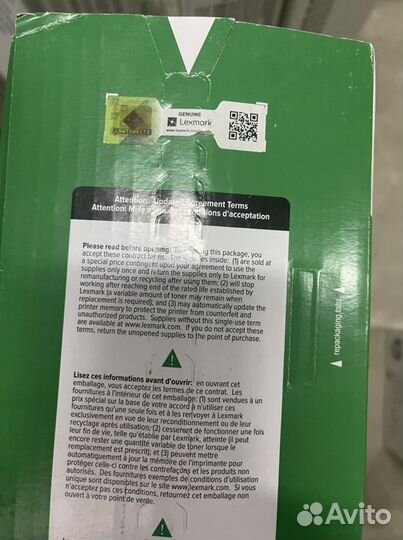 GENUINE
Lexmark
www.lexmark.com
Attention: Updated Agreement Terms
Attention: Mise à jour des conditions d'acceptation
Please read before opening: By opening this package, you
accept these contract terms. The supplies inside: (1) are sold at
a special price contingent upon your agreement to use the
supplies only once and return the supplies only to Lexmark for
remanufacturing or recycling after using them; (2) will stop
working after reaching end of the rated life established by
Lexmark (a variable amount of toner may remain when
replacement is required); and (3) may automatically update the
printer memory to protect the printer from counterfeit and
unauthorized products. Supplies without this single-use term
are available at www.lexmark.com. If you do not accept these
terms, return the unopened supplies to the point of purchase.
Lisez ces informations avant d'ouvrir: en ouvrant cet
emballage, vous acceptez les termes de ce contrat. Les
fournitures à l'intérieur de cet emballage: (1) sont vendues à un
prix spécial sur la base de votre accord à n'utiliser ces
fournitures qu'une seule fois et à les renvoyer à Lexmark
exclusivement en vue de leur reconditionnement ou de leur
recyclage après utilisation; (2) cesseront de fonctionner une fois
leur fin de vie, telle qu'établie par Lexmark, atteinte (il peut
encore rester une quantité variable de toner lorsque le
remplacement est prescrit); et (3) peuvent mettre
automatiquement à jour la mémoire de l'imprimante pour
protéger celle-ci contre les contrefaçons et les produits non
autorisés. Des fournitures exemptes de conditions d'utilisation
unique sont disponibles sur le site www.lexmark.com. Si vous
n'acceptez pas ces conditions, retournez cet emballage non
ouvert à votre point de vente.
repackaging tabs
Avito